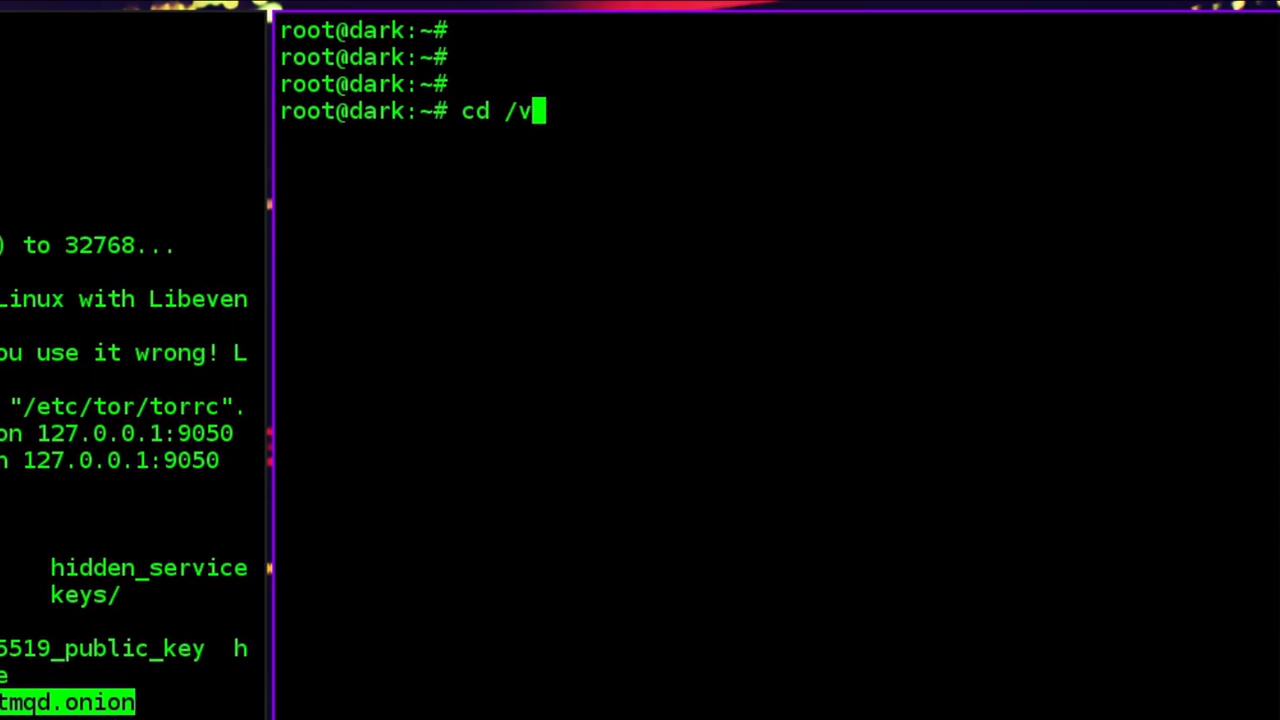 ) to 32768...
Linux with Libeven
ou use it wrong! L
"/etc/tor/torrc".
on 127.0.0.1:9050
n 127.0.0.1:9050
hidden_service
keys/
5519_public_key  h
e
tmqd.onion
root@dark:~#
root@dark:~#
root@dark:~#
root@dark:~# cd /v